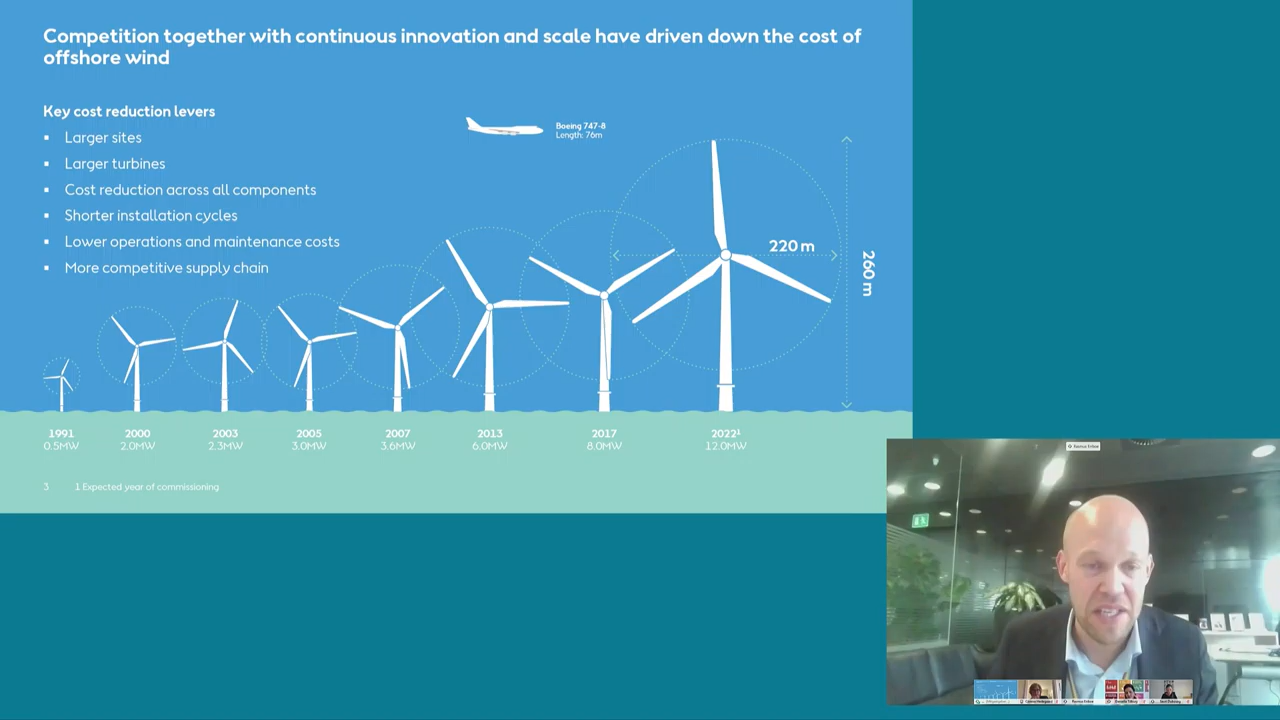 Competition together with continuous innovation and scale have driven down the cost of
offshore wind
Key cost reduction levers
▪ Larger sites
▪ Larger turbines
▪ Cost reduction across all components
▪ Shorter installation cycles
▪ Lower operations and maintenance costs
▪ More competitive supply chain
Boeing 747-8
Length: 76m
220 m
260 m
1991 2000 2003 2005 2007 2013 2017 2022¹
0.5MW 2.0MW 2.3MW 3.0MW 3.6MW 6.0MW 8.0MW 12.0MW
3 1 Expected year of commissioning